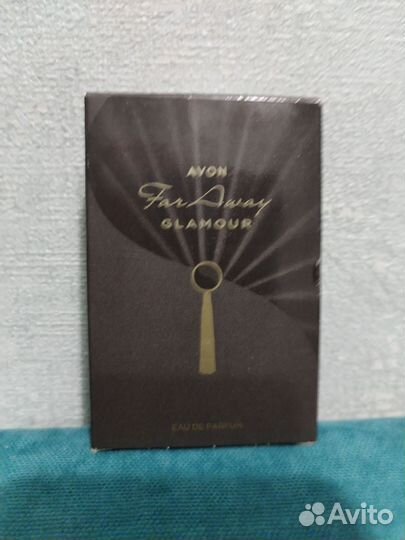 AVON
Far Away
GLAMOUR
EAU DE PARFUM
Avito